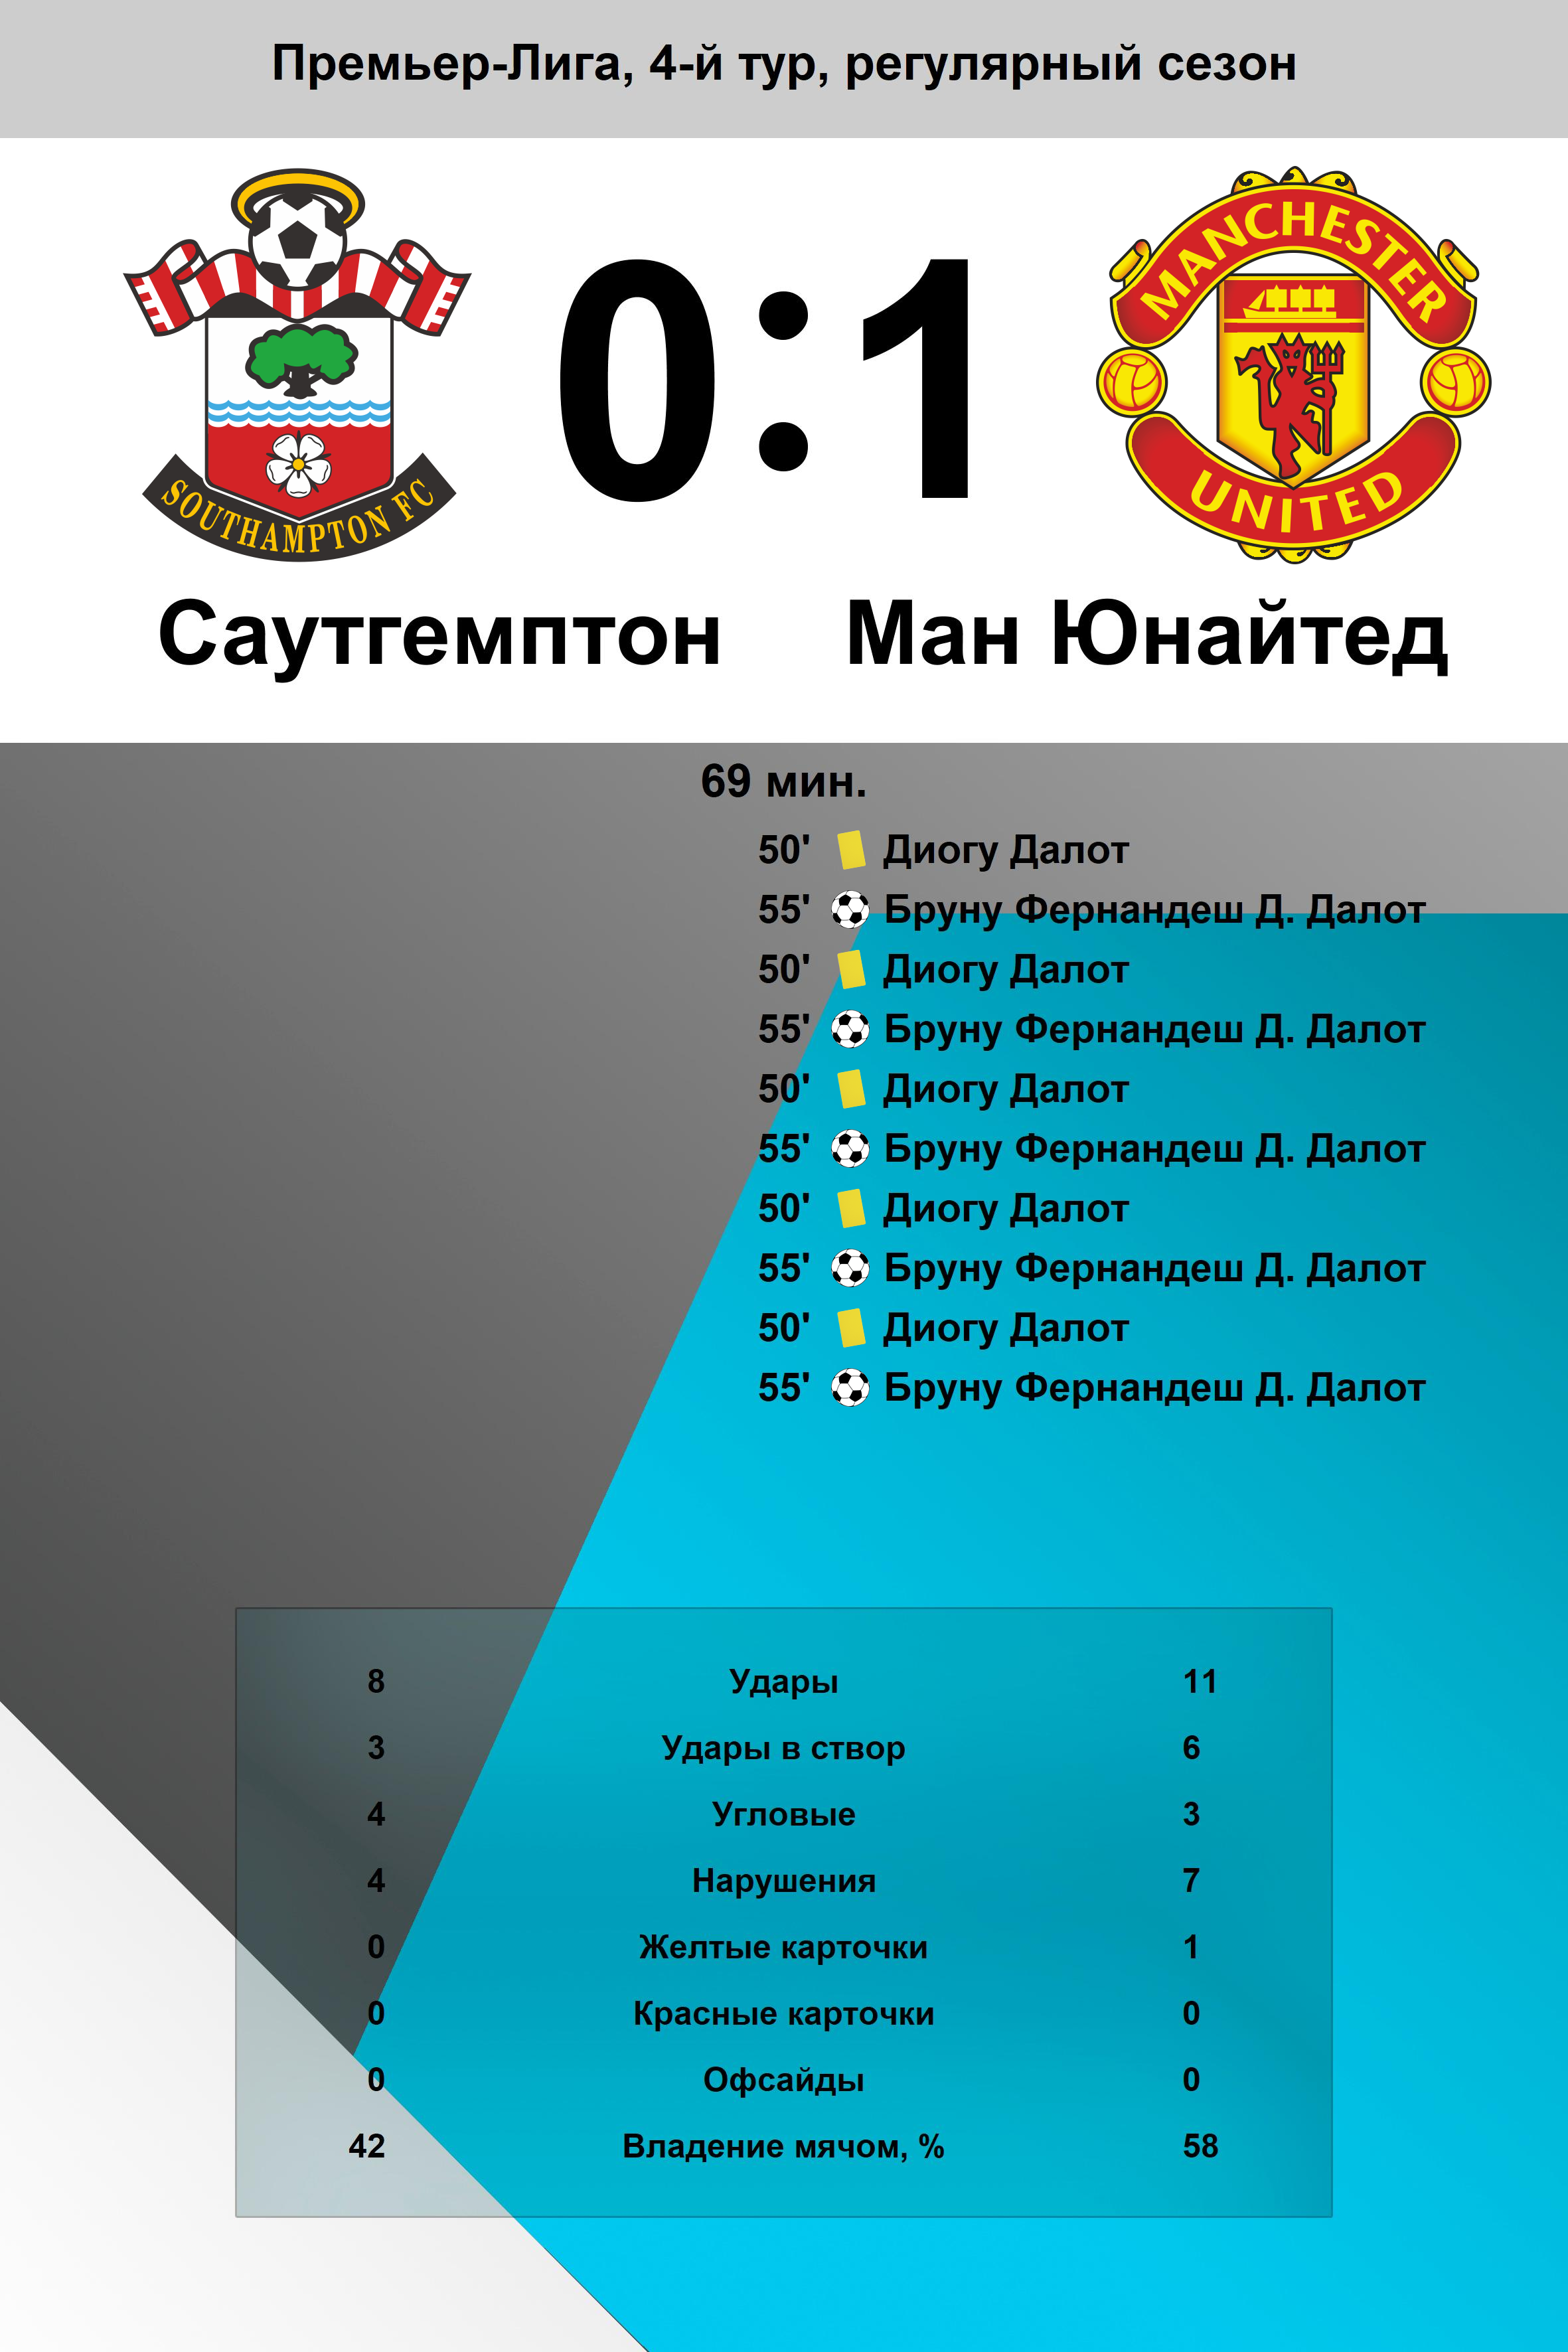 Премьер-Лига, 4-й тур, регулярный сезон
SOUTHAMPTON FC
0:1
MANCHESTER
UNITED
Саутгемптон Ман Юнайтед
69 мин.
50' Диогу Далот
55' Бруну Фернандеш Д. Далот
50' Диогу Далот
55' Бруну Фернандеш Д. Далот
50' Диогу Далот
55' Бруну Фернандеш Д. Далот
50' Диогу Далот
55' Бруну Фернандеш Д. Далот
50' Диогу Далот
55' Бруну Фернандеш Д. Далот
8 Удары 11
3 Удары в створ 6
4 Угловые 3
4 Нарушения 7
0 Желтые карточки 1
0 Красные карточки 0
0 Офсайды 0
42 Владение мячом, % 58